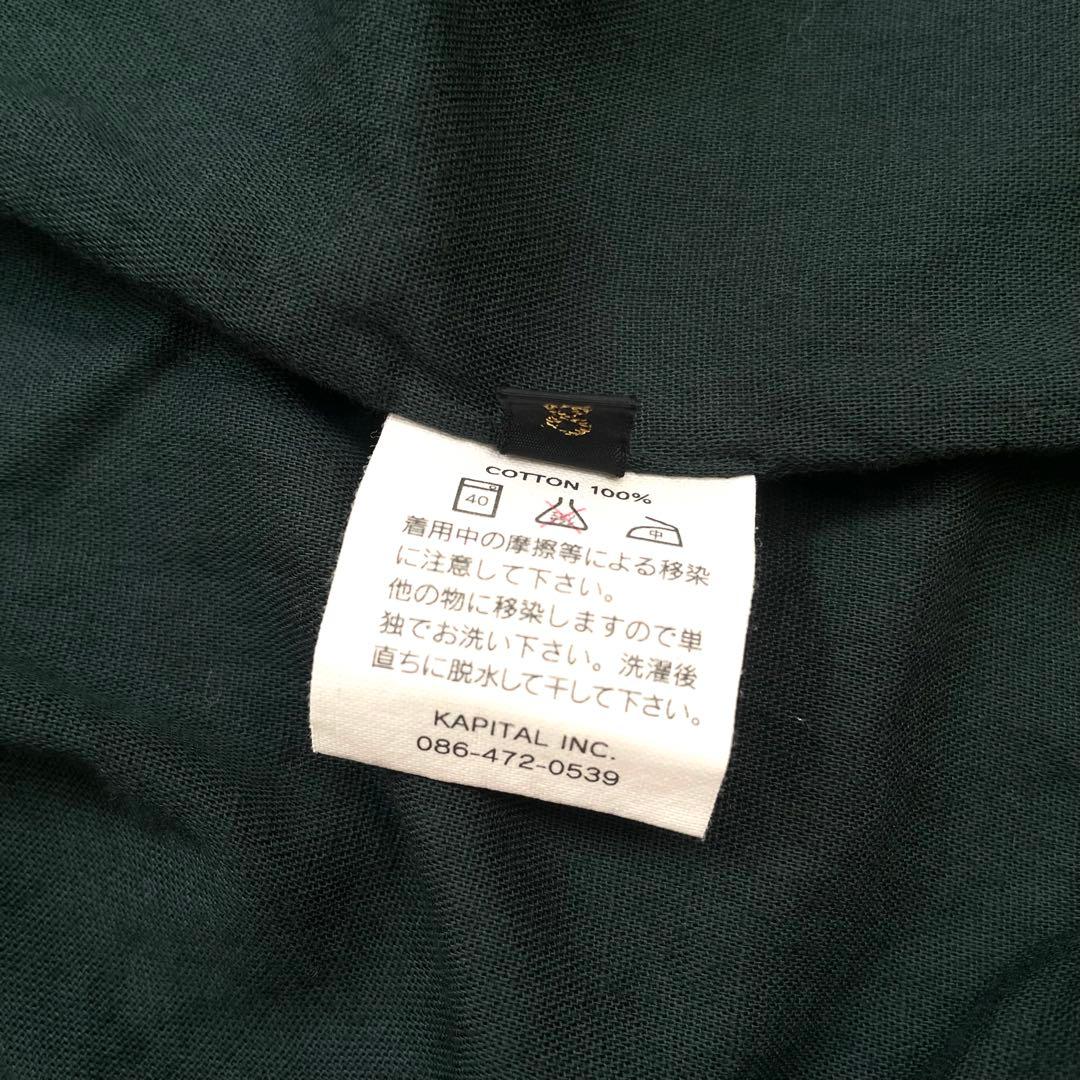 COTTON 100%
40
中
着用中の摩擦等による移染
に注意して下さい。
他の物に移染しますので単
独でお洗い下さい。洗濯後
直ちに脱水して干して下さい。
KAPITAL INC.
086-472-0539